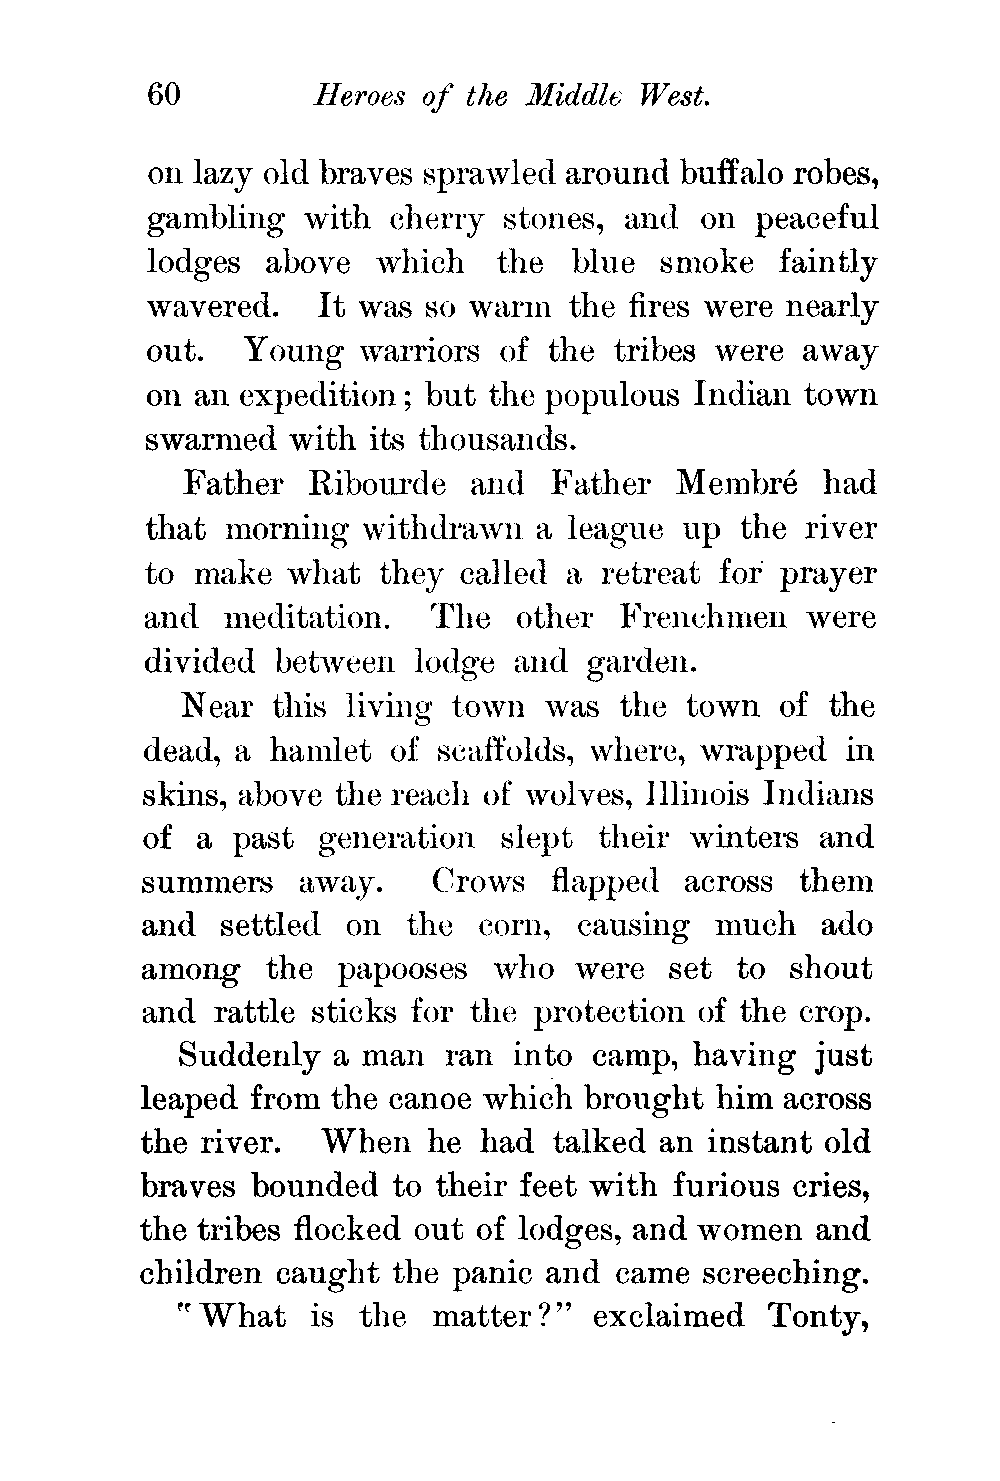 60 Heroes of the Middle West.
on lazy old braves sprawled around buffalo robes,
gambling with cherry stones, and on peaceful
lodges above which the blue smoke faintly
wavered. It was so warm the fires were nearly
out. Young warriors of the tribes were away
on an expedition; but the populous Indian town
swarmed with its thousands.
Father Ribourde and Father Membré had
that morning withdrawn a league up the river
to make what they called a retreat for prayer
and meditation. The other Frenchmen were
divided between lodge and garden.
Near this living town was the town of the
dead, a hamlet of scaffolds, where, wrapped in
skins, above the reach of wolves, Illinois Indians
of a past generation slept their winters and
summers away. Crows flapped across them
and settled on the corn, causing much ado
among the papooses who were set to shout
and rattle sticks for the protection of the crop.
Suddenly a man ran into camp, having just
leaped from the canoe which brought him across
the river. When he had talked an instant old
braves bounded to their feet with furious cries,
the tribes flocked out of lodges, and women and
children caught the panic and came screeching.
"What is the matter?" exclaimed Tonty,